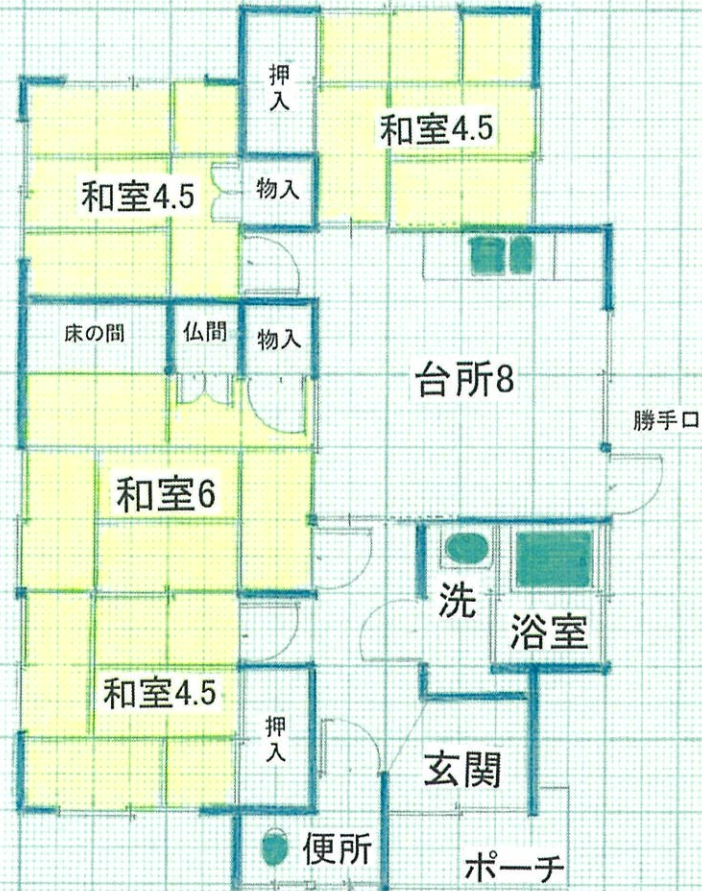 押入
和室4.5
和室4.5
物入
床の間
仏間
物入
台所8
勝手口
和室6
洗
浴室
和室4.5
押入
玄関
便所
ポーチ